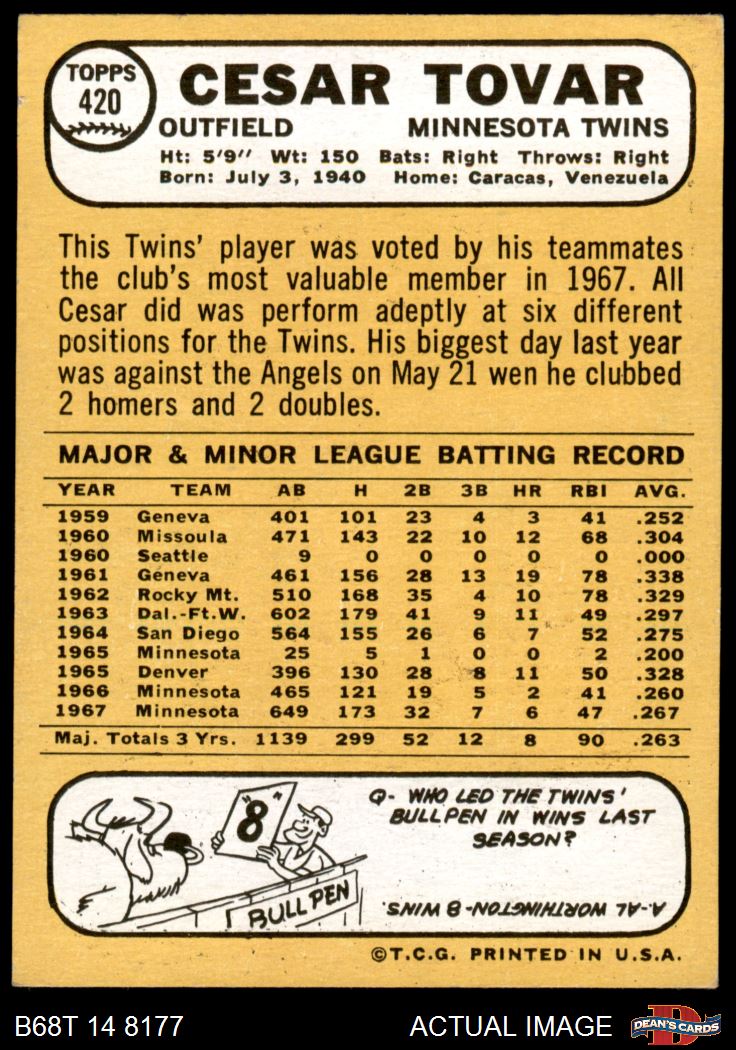 TOPPS
420
CESAR TOVAR
OUTFIELD MINNESOTA TWINS
Ht: 5'9" Wt: 150 Bats: Right Throws: Right
Born: July 3, 1940 Home: Caracas, Venezuela
This Twins' player was voted by his teammates
the club's most valuable member in 1967. All
Cesar did was perform adeptly at six different
positions for the Twins. His biggest day last year
was against the Angels on May 21 wen he clubbed
2 homers and 2 doubles.
MAJOR & MINOR LEAGUE BATTING RECORD
YEAR TEAM AB H 2B 3B HR RBI AVG.
1959 Geneva 401 101 23 4 3 41 .252
1960 Missoula 471 143 22 10 12 68 .304
1960 Seattle 9 0 0 0 0 0 .000
1961 Geneva 461 156 28 13 19 78 .338
1962 Rocky Mt. 510 168 35 4 10 78 .329
1963 Dal.-Ft.W. 602 179 41 9 11 49 .297
1964 San Diego 564 155 26 6 7 52 .275
1965 Minnesota 25 5 1 0 0 2 .200
1965 Denver 396 130 28 8 11 50 .328
1966 Minnesota 465 121 19 5 2 41 .260
1967 Minnesota 649 173 32 7 6 47 .267
Maj. Totals 3 Yrs. 1139 299 52 12 8 90 .263
"8"
BULL PEN
Q- WHO LED THE TWINS'
BULLPEN IN WINS LAST
SEASON?
A-AL WORTHINGTON-8 WINS.
©T.C.G. PRINTED IN U.S.A.
B68T 14 8177 ACTUAL IMAGE DEAN'S CARDS